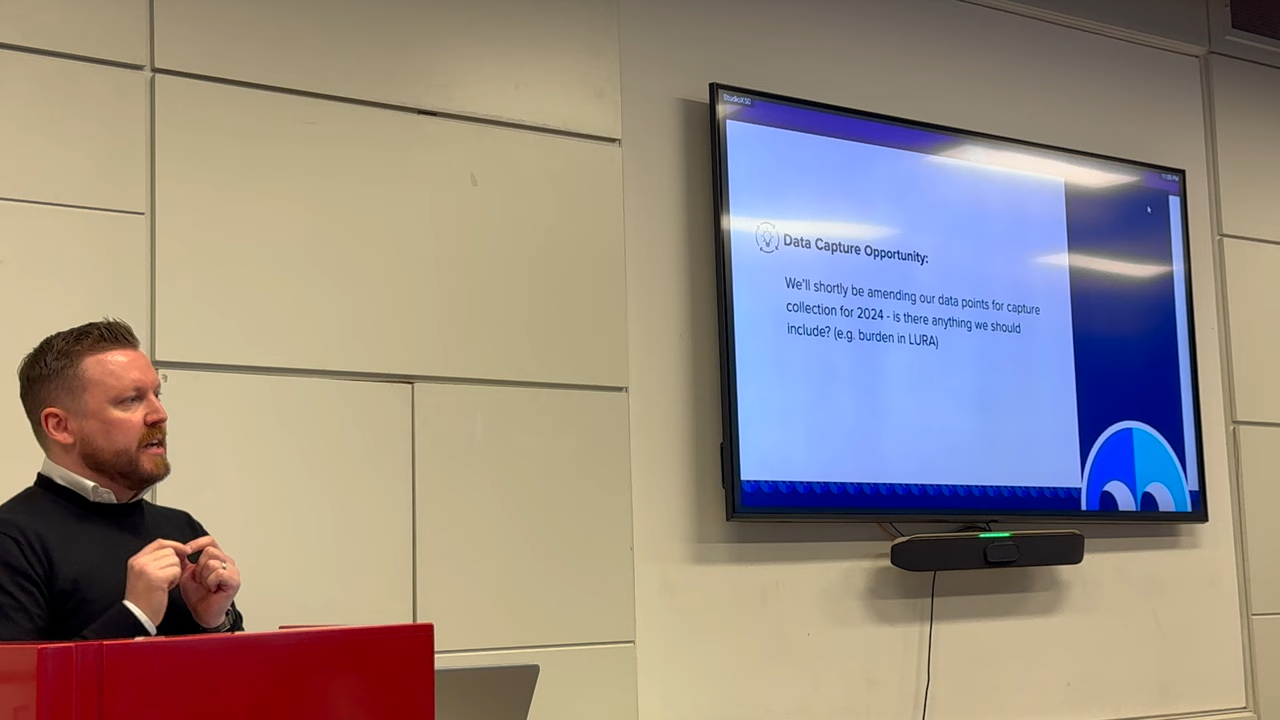 StudioX50
Data Capture Opportunity:
We'll shortly be amending our data points for capture
collection for 2024 - is there anything we should
include? (e.g. burden in LURA)